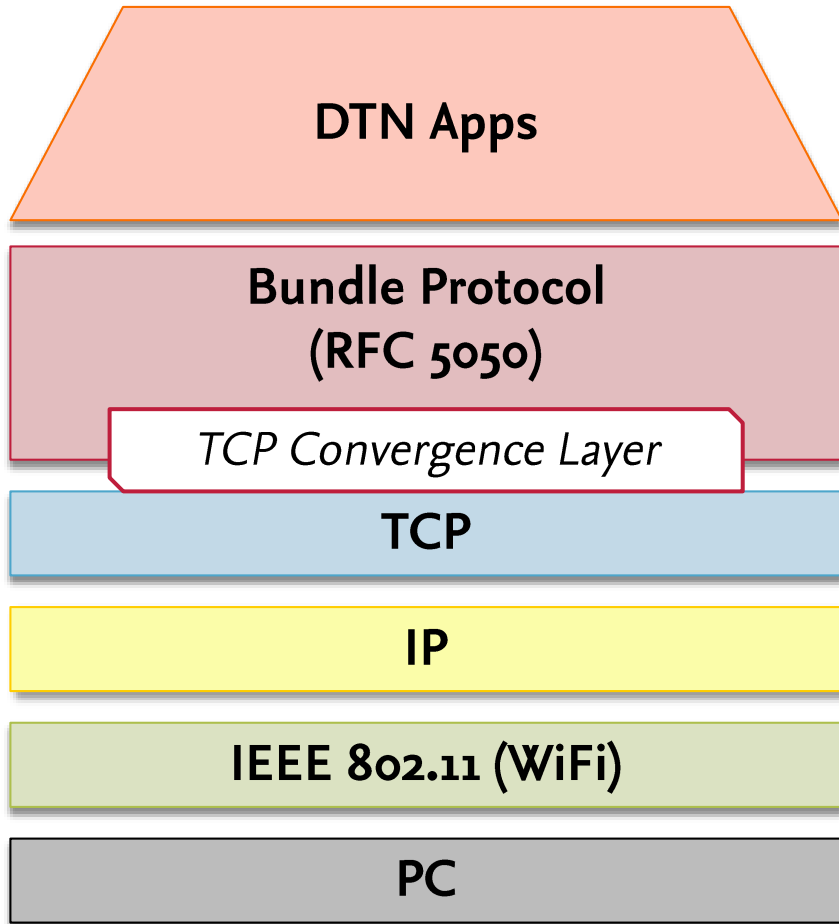 DTN Apps
Bundle Protocol
(RFC 5050)
TCP Convergence Layer
TCP
IP
IEEE 802.11 (WiFi)
PC